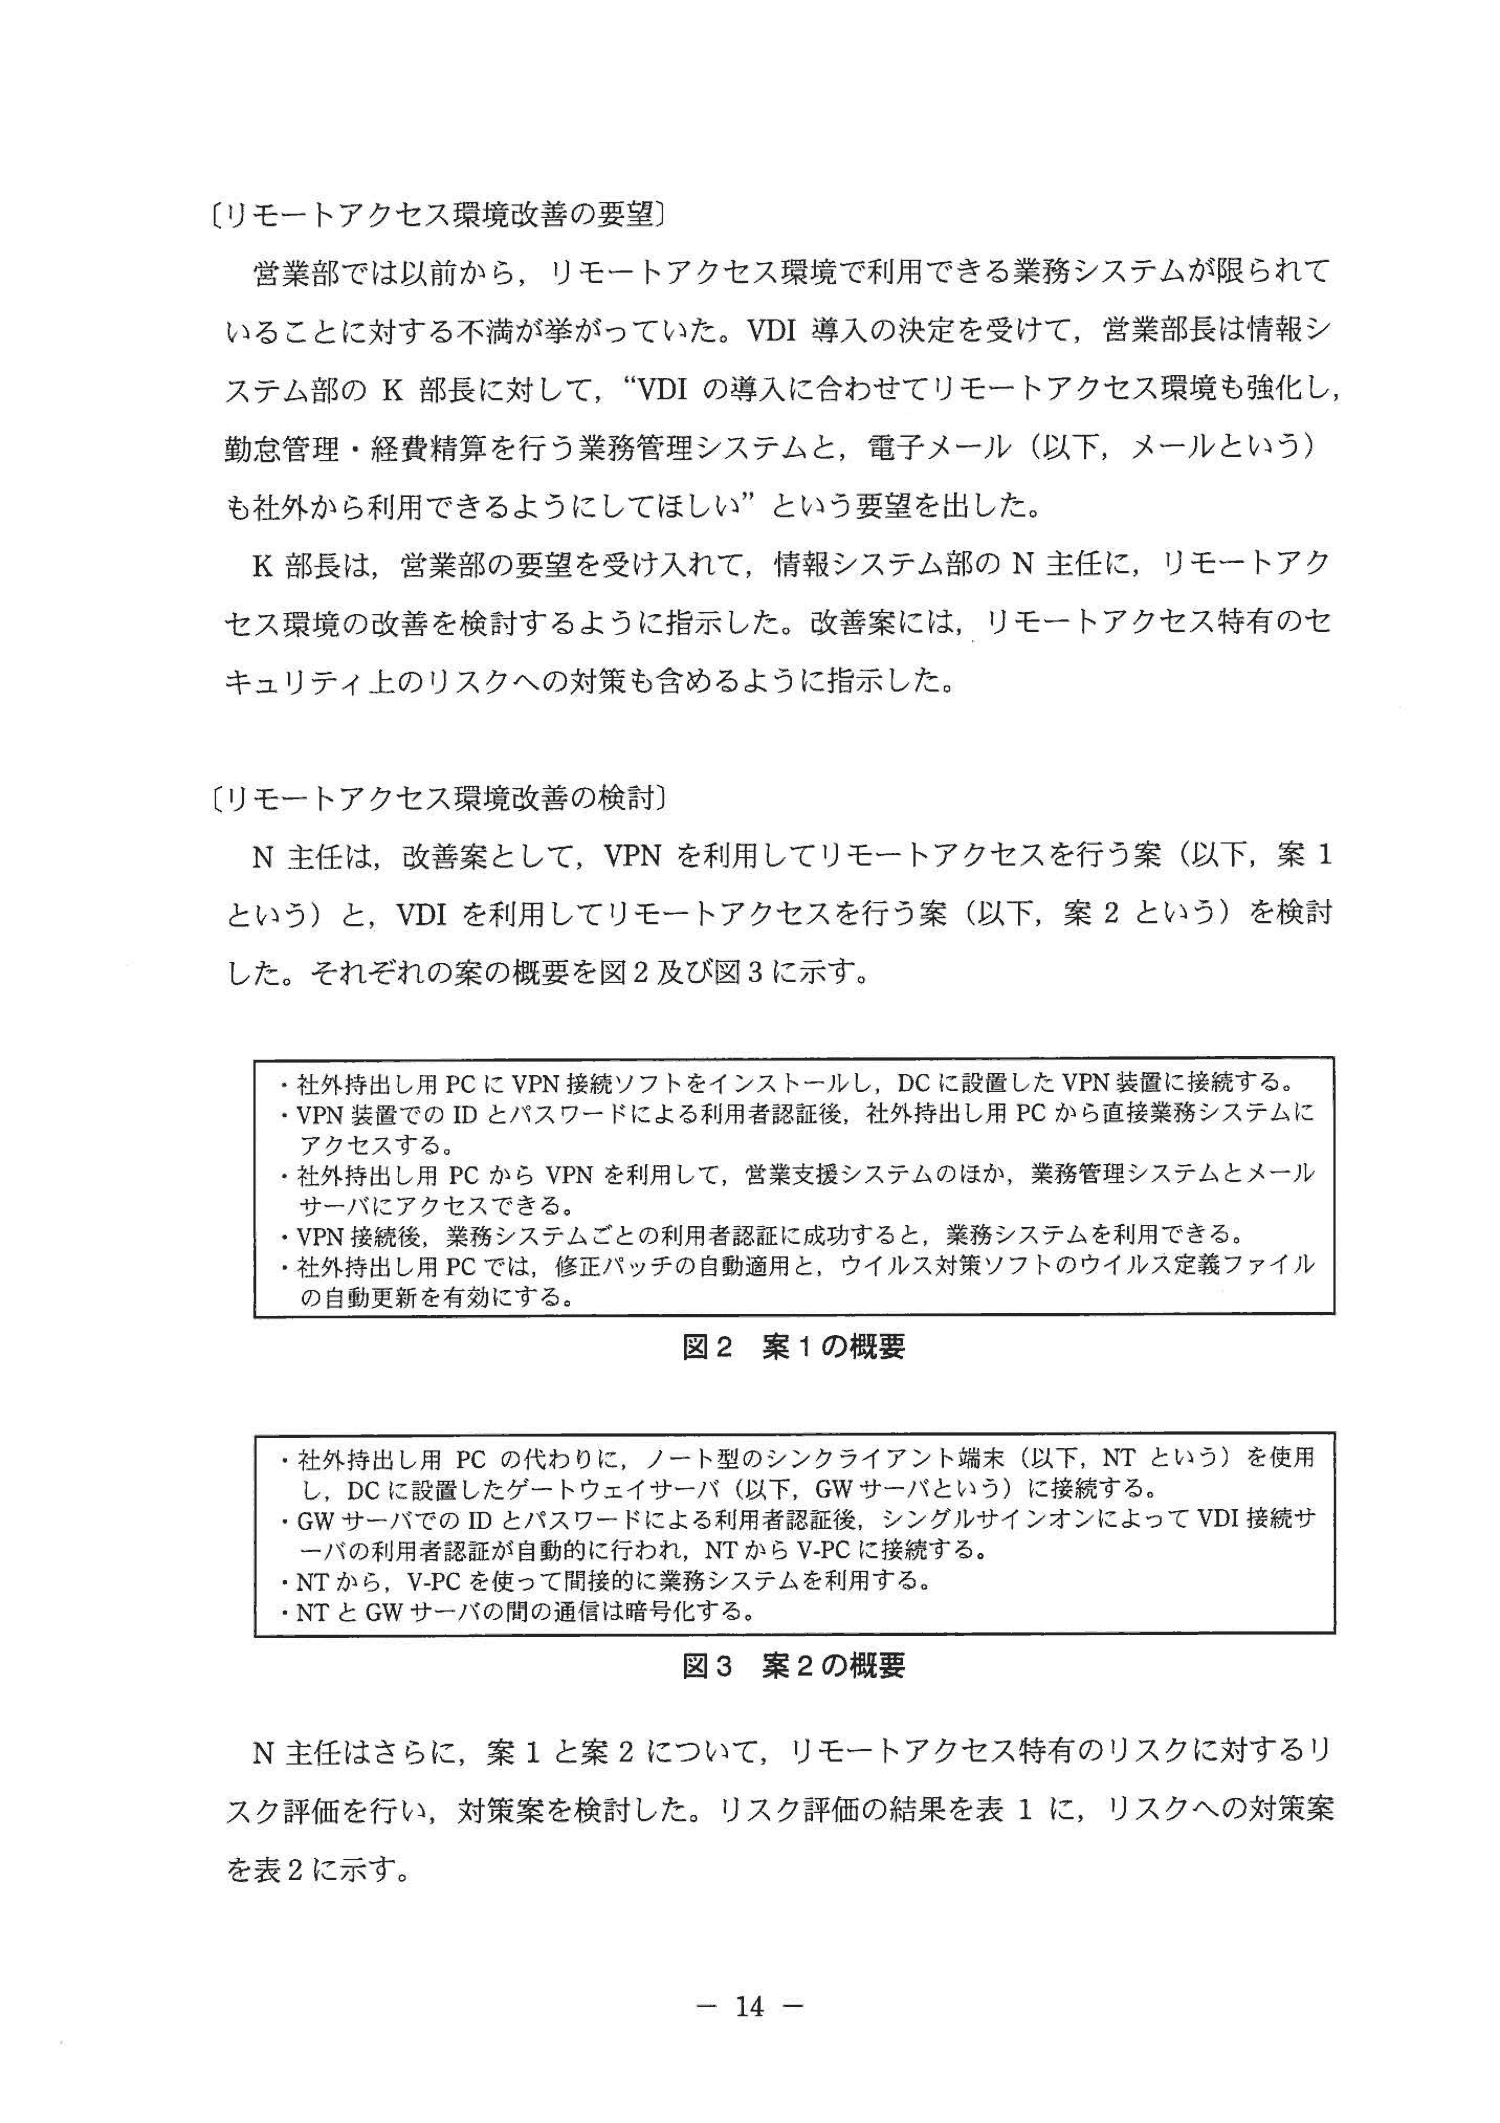 〔リモートアクセス環境改善の要望〕
営業部では以前から，リモートアクセス環境で利用できる業務システムが限られて
いることに対する不満が挙がっていた。VDI 導入の決定を受けて，営業部長は情報シ
ステム部の K 部長に対して，“VDI の導入に合わせてリモートアクセス環境も強化し，
勤怠管理・経費精算を行う業務管理システムと，電子メール（以下，メールという）
も社外から利用できるようにしてほしい” という要望を出した。
K 部長は，営業部の要望を受け入れて，情報システム部の N 主任に，リモートアク
セス環境の改善を検討するように指示した。改善案には，リモートアクセス特有のセ
キュリティ上のリスクへの対策も含めるように指示した。
〔リモートアクセス環境改善の検討〕
N 主任は，改善案として，VPN を利用してリモートアクセスを行う案（以下，案 1
という）と，VDI を利用してリモートアクセスを行う案（以下，案 2 という）を検討
した。それぞれの案の概要を図 2 及び図 3 に示す。
・社外持出し用 PC に VPN 接続ソフトをインストールし，DC に設置した VPN 装置に接続する。
・VPN 装置での ID とパスワードによる利用者認証後，社外持出し用 PC から直接業務システムに
アクセスする。
・社外持出し用 PC から VPN を利用して，営業支援システムのほか，業務管理システムとメール
サーバにアクセスできる。
・VPN 接続後，業務システムごとの利用者認証に成功すると，業務システムを利用できる。
・社外持出し用 PC では，修正パッチの自動適用と，ウイルス対策ソフトのウイルス定義ファイル
の自動更新を有効にする。
図 2 案 1 の概要
・社外持出し用 PC の代わりに，ノート型のシンクライアント端末（以下，NT という）を使用
し，DC に設置したゲートウェイサーバ（以下，GW サーバという）に接続する。
・GW サーバでの ID とパスワードによる利用者認証後，シングルサインオンによって VDI 接続サ
ーバの利用者認証が自動的に行われ，NT から V-PC に接続する。
・NT から，V-PC を使って間接的に業務システムを利用する。
・NT と GW サーバの間の通信は暗号化する。
図 3 案 2 の概要
N 主任はさらに，案 1 と案 2 について，リモートアクセス特有のリスクに対するリ
スク評価を行い，対策案を検討した。リスク評価の結果を表 1 に，リスクへの対策案
を表 2 に示す。
－ 14 －